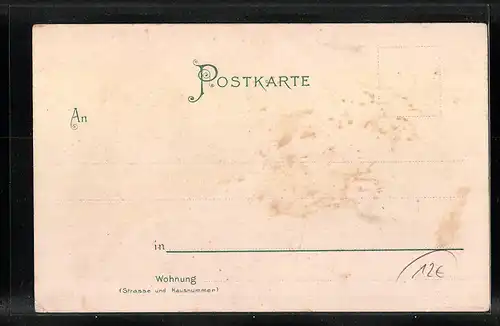 POSTKARTE
An
in
Wohnung
(Strasse und Hausnummer)
12€